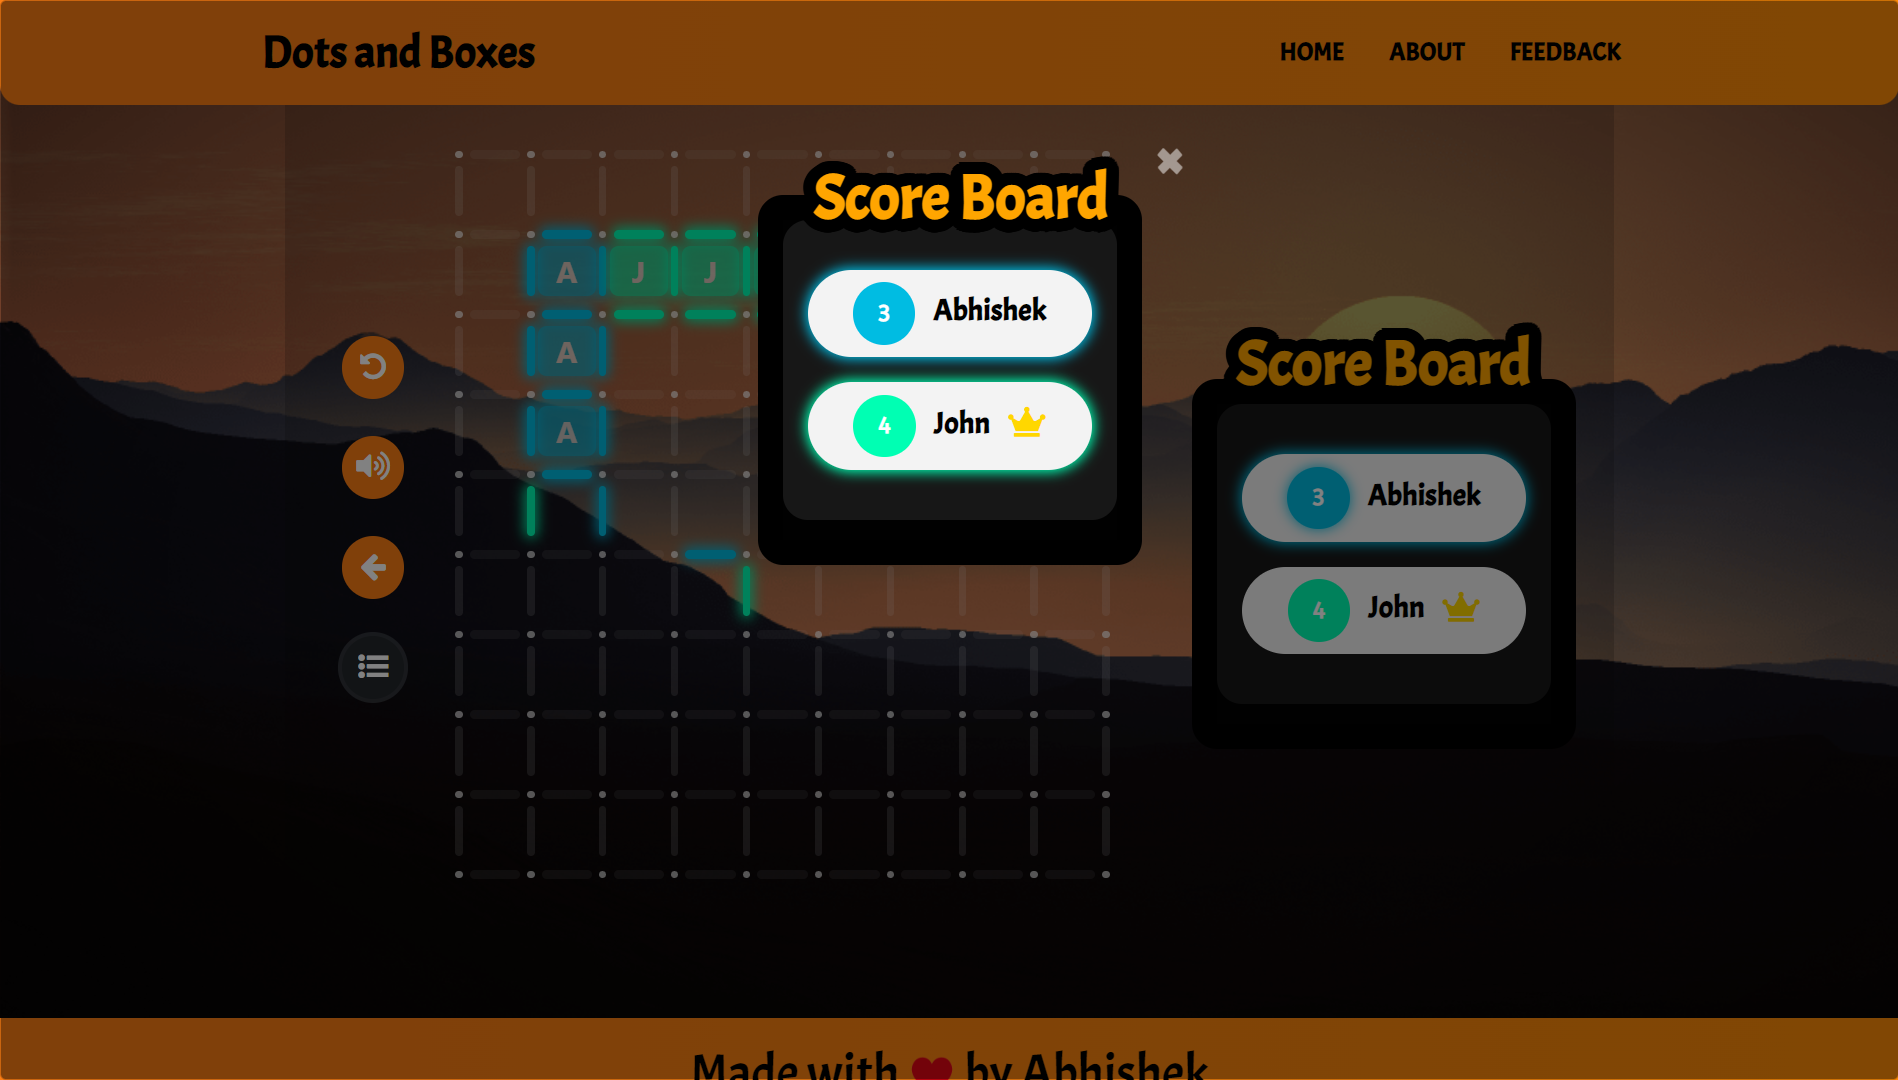 Dots and Boxes
HOME ABOUT FEEDBACK
Score Board
A J J
3 Abhishek
A
4 John
A
Score Board
3 Abhishek
4 John
Made with by Abhishek